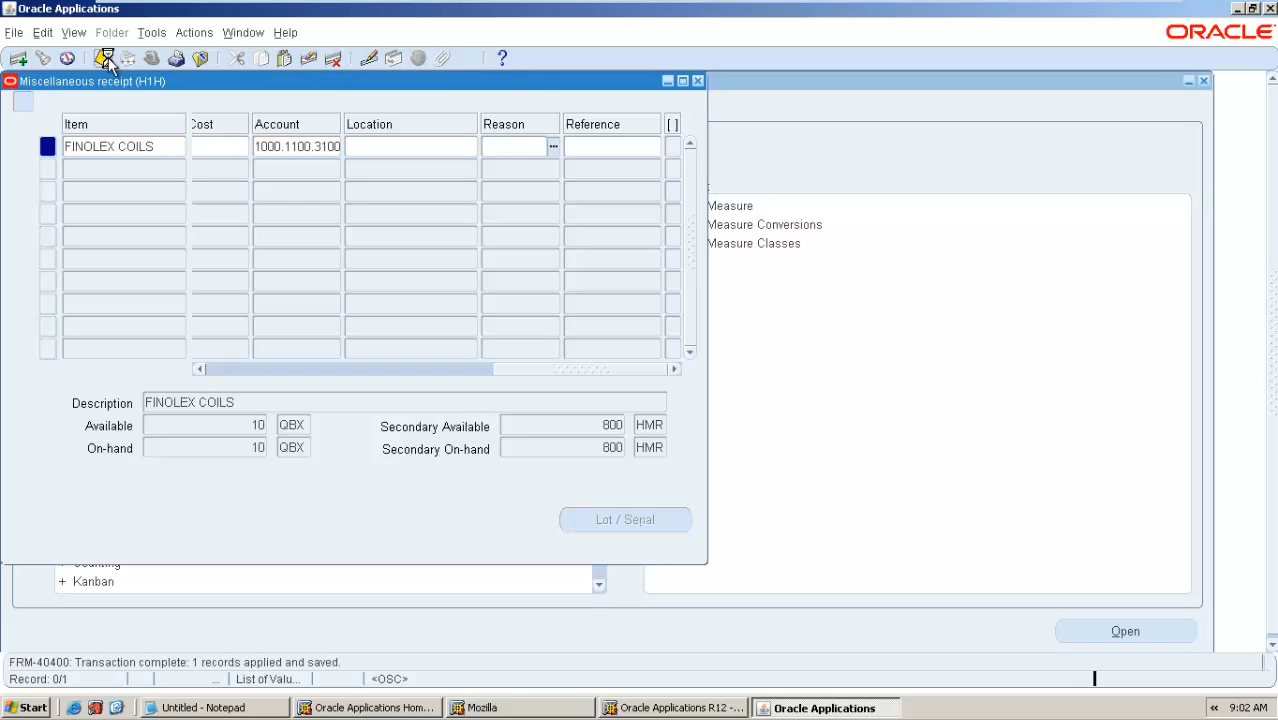 Oracle Applications
File Edit View Folder Tools Actions Window Help
ORACLE
Miscellaneous receipt (H1H)
Item Cost Account Location Reason Reference [ ]
FINOLEX COILS 1000.1100.3100 ...
Measure
Measure Conversions
Measure Classes
Description FINOLEX COILS
Available 10 QBX Secondary Available 800 HMR
On-hand 10 QBX Secondary On-hand 800 HMR
Lot / Serial
Counting
+ Kanban
Open
FRM-40400: Transaction complete: 1 records applied and saved.
Record: 0/1 ... List of Valu... <OSC>
Start Untitled - Notepad Oracle Applications Hom... Mozilla Oracle Applications R12 -... Oracle Applications « 9:02 AM